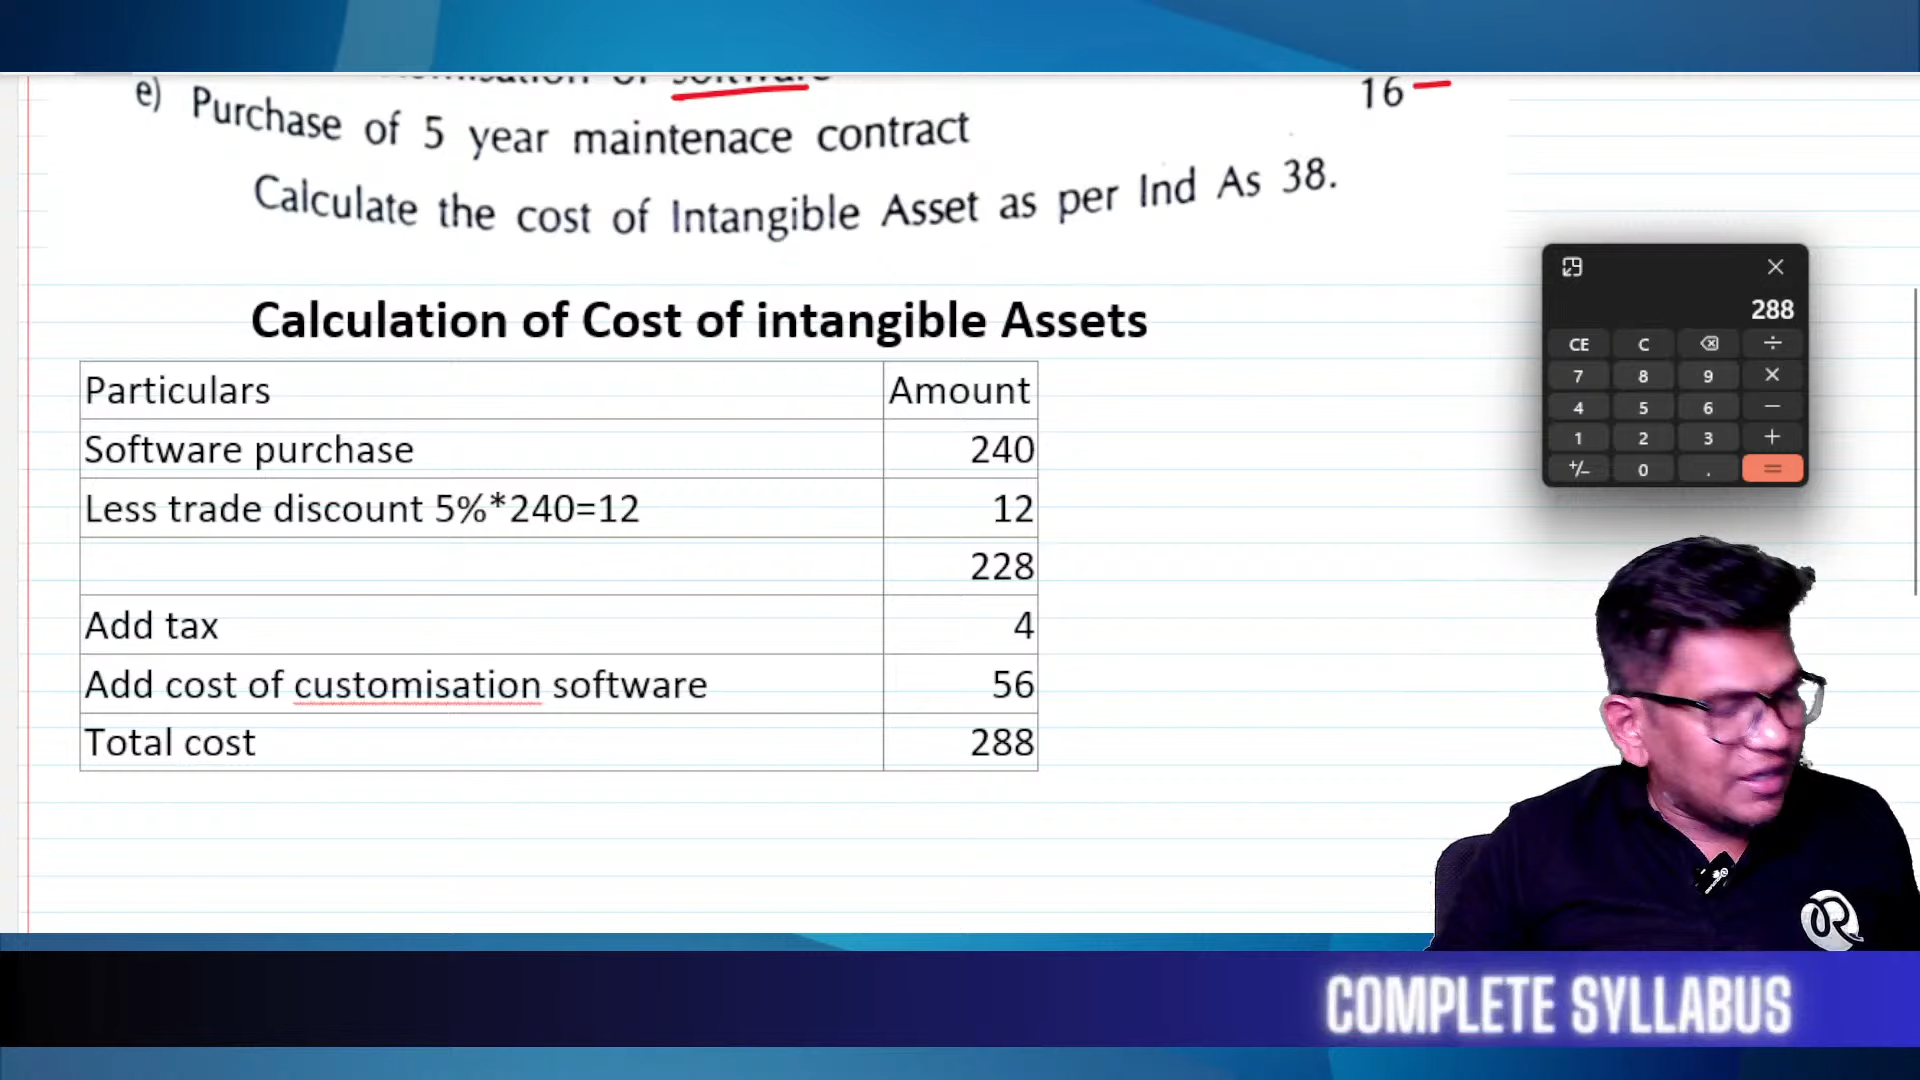 software
16
e) Purchase of 5 year maintenace contract
Calculate the cost of Intangible Asset as per Ind As 38.
Calculation of Cost of intangible Assets
Particulars Amount
Software purchase 240
Less trade discount 5%*240=12 12
228
Add tax 4
Add cost of customisation software 56
Total cost 288
288
CE C ÷
7 8 9 ×
4 5 6 −
1 2 3 +
+/− 0 . =
COMPLETE SYLLABUS